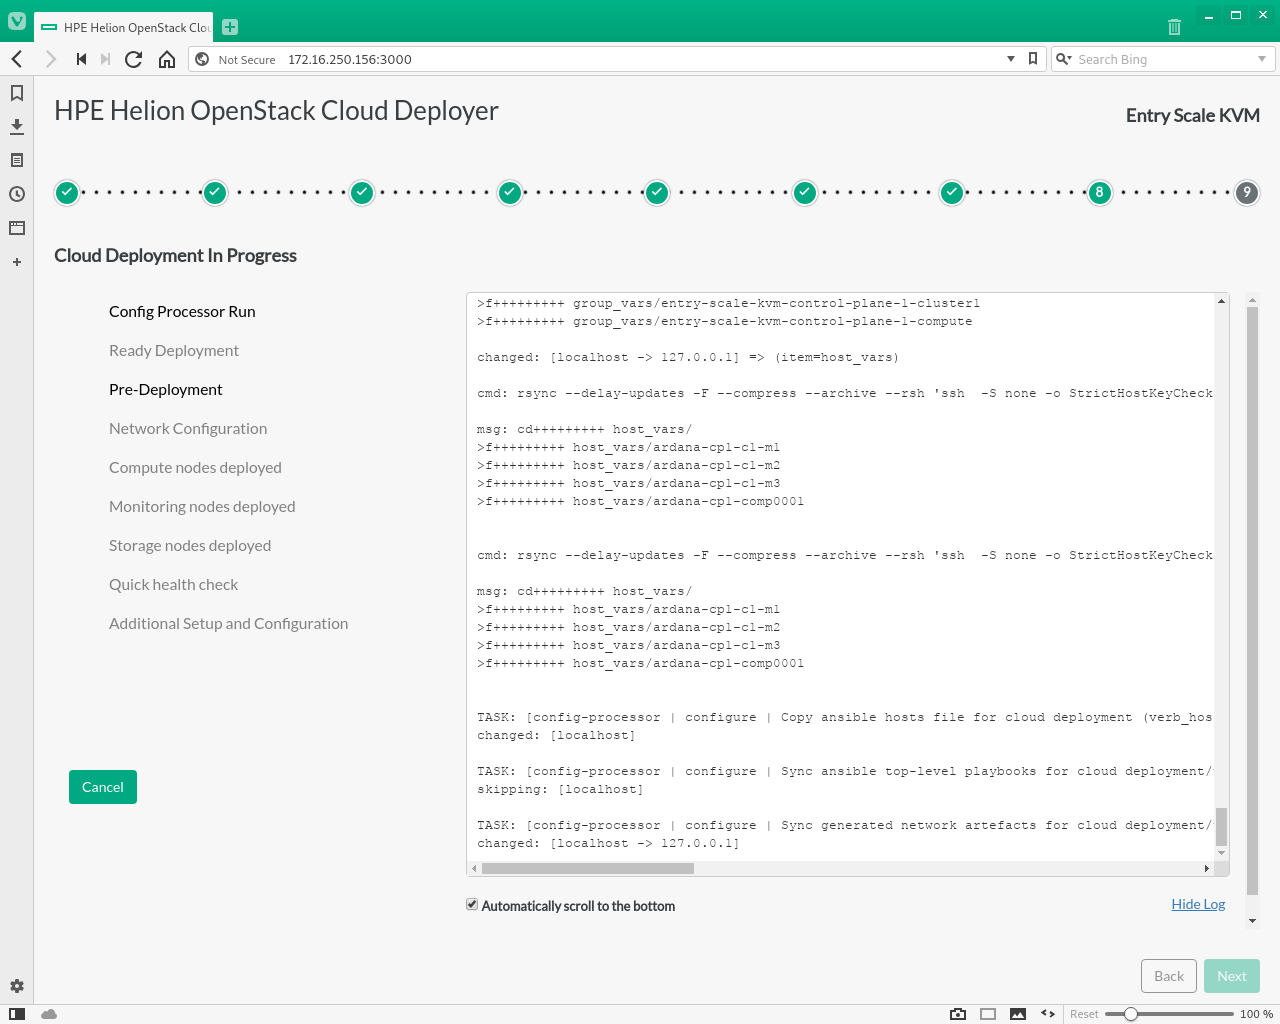 HPE Helion OpenStack Clou
Not Secure 172.16.250.156:3000
Search Bing
HPE Helion OpenStack Cloud Deployer
Entry Scale KVM
8
9
Cloud Deployment In Progress
Config Processor Run
Ready Deployment
Pre-Deployment
Network Configuration
Compute nodes deployed
Monitoring nodes deployed
Storage nodes deployed
Quick health check
Additional Setup and Configuration
Cancel
>f+++++++++ group_vars/entry-scale-kvm-control-plane-1-cluster1
>f+++++++++ group_vars/entry-scale-kvm-control-plane-1-compute
changed: [localhost -> 127.0.0.1] => (item=host_vars)
cmd: rsync --delay-updates -F --compress --archive --rsh 'ssh  -S none -o StrictHostKeyCheck
msg: cd+++++++++ host_vars/
>f+++++++++ host_vars/ardana-cp1-c1-m1
>f+++++++++ host_vars/ardana-cp1-c1-m2
>f+++++++++ host_vars/ardana-cp1-c1-m3
>f+++++++++ host_vars/ardana-cp1-comp0001
cmd: rsync --delay-updates -F --compress --archive --rsh 'ssh  -S none -o StrictHostKeyCheck
msg: cd+++++++++ host_vars/
>f+++++++++ host_vars/ardana-cp1-c1-m1
>f+++++++++ host_vars/ardana-cp1-c1-m2
>f+++++++++ host_vars/ardana-cp1-c1-m3
>f+++++++++ host_vars/ardana-cp1-comp0001
TASK: [config-processor | configure | Copy ansible hosts file for cloud deployment (verb_hos
changed: [localhost]
TASK: [config-processor | configure | Sync ansible top-level playbooks for cloud deployment/
skipping: [localhost]
TASK: [config-processor | configure | Sync generated network artefacts for cloud deployment/
changed: [localhost -> 127.0.0.1]
Automatically scroll to the bottom
Hide Log
Back
Next
Reset
100 %